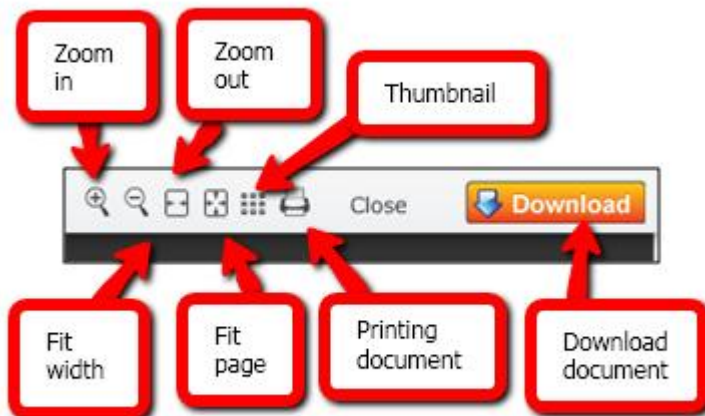 Zoom
in
Zoom
out
Thumbnail
Close
Download
Fit
width
Fit
page
Printing
document
Download
document